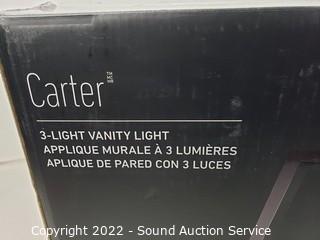 Carter
3-LIGHT VANITY LIGHT
APPLIQUE MURALE À 3 LUMIÈRES
APLIQUE DE PARED CON 3 LUCES
Copyright 2022 - Sound Auction Service